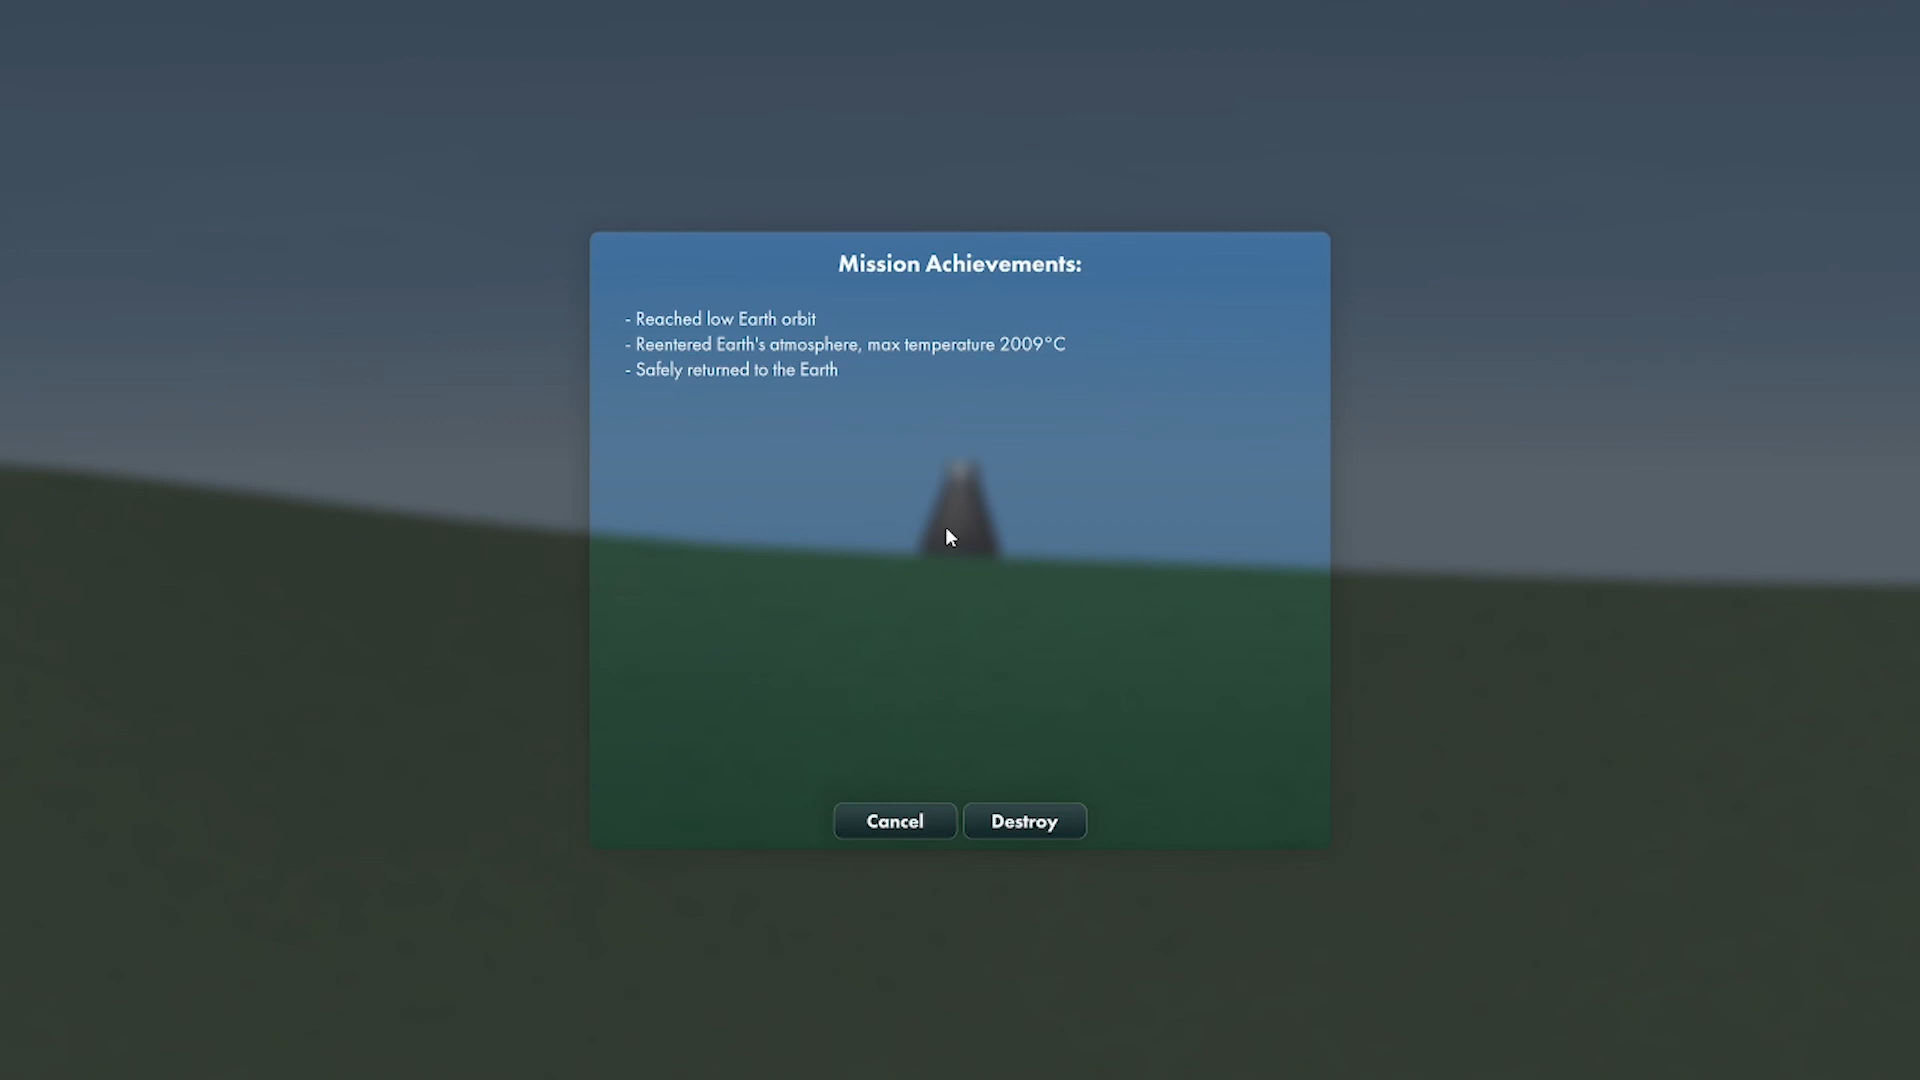 Mission Achievements:
- Reached low Earth orbit
- Reentered Earth's atmosphere, max temperature 2009°C
- Safely returned to the Earth
Cancel
Destroy